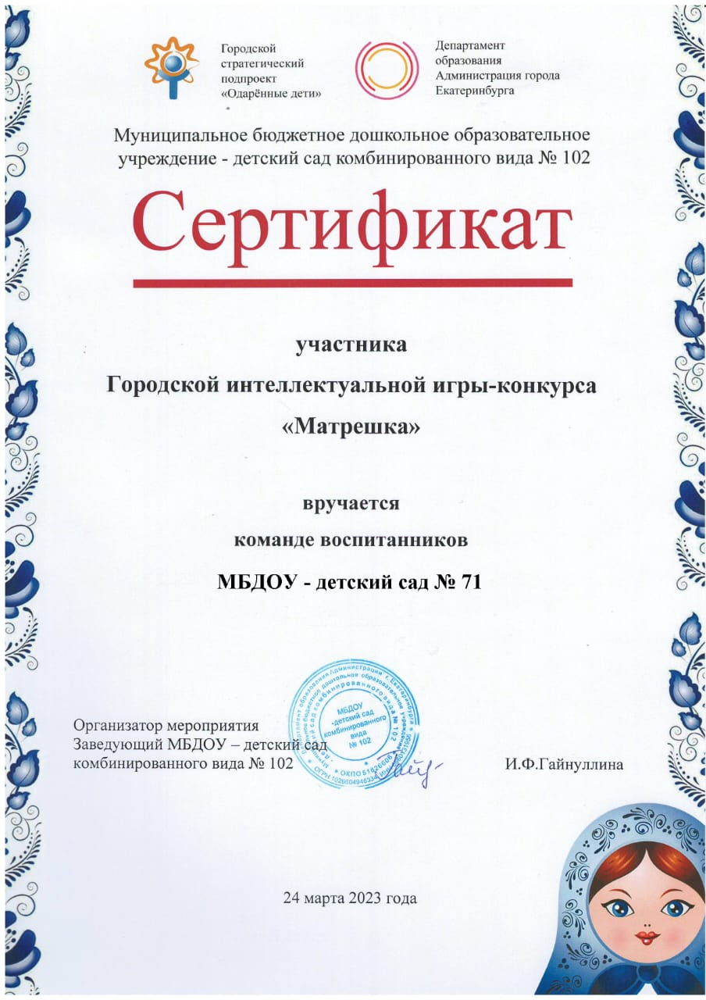 Городской
стратегический
подпроект
«Одарённые дети»
Департамент
образования
Администрация города
Екатеринбурга
Муниципальное бюджетное дошкольное образовательное
учреждение - детский сад комбинированного вида № 102
Сертификат
участника
Городской интеллектуальной игры-конкурса
«Матрешка»
вручается
команде воспитанников
МБДОУ - детский сад № 71
Организатор мероприятия
Заведующий МБДОУ – детский сад
комбинированного вида № 102
И.Ф.Гайнуллина
МБДОУ
-детский сад
комбинированного
вида
№ 102
24 марта 2023 года